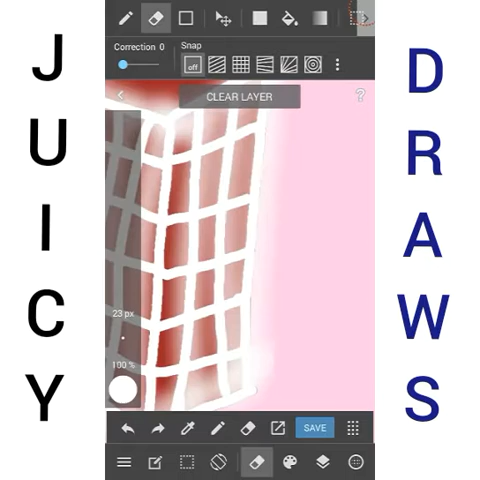 JUICY
DRAWS
Correction 0
Snap
off
CLEAR LAYER
?
23 px
100 %
SAVE